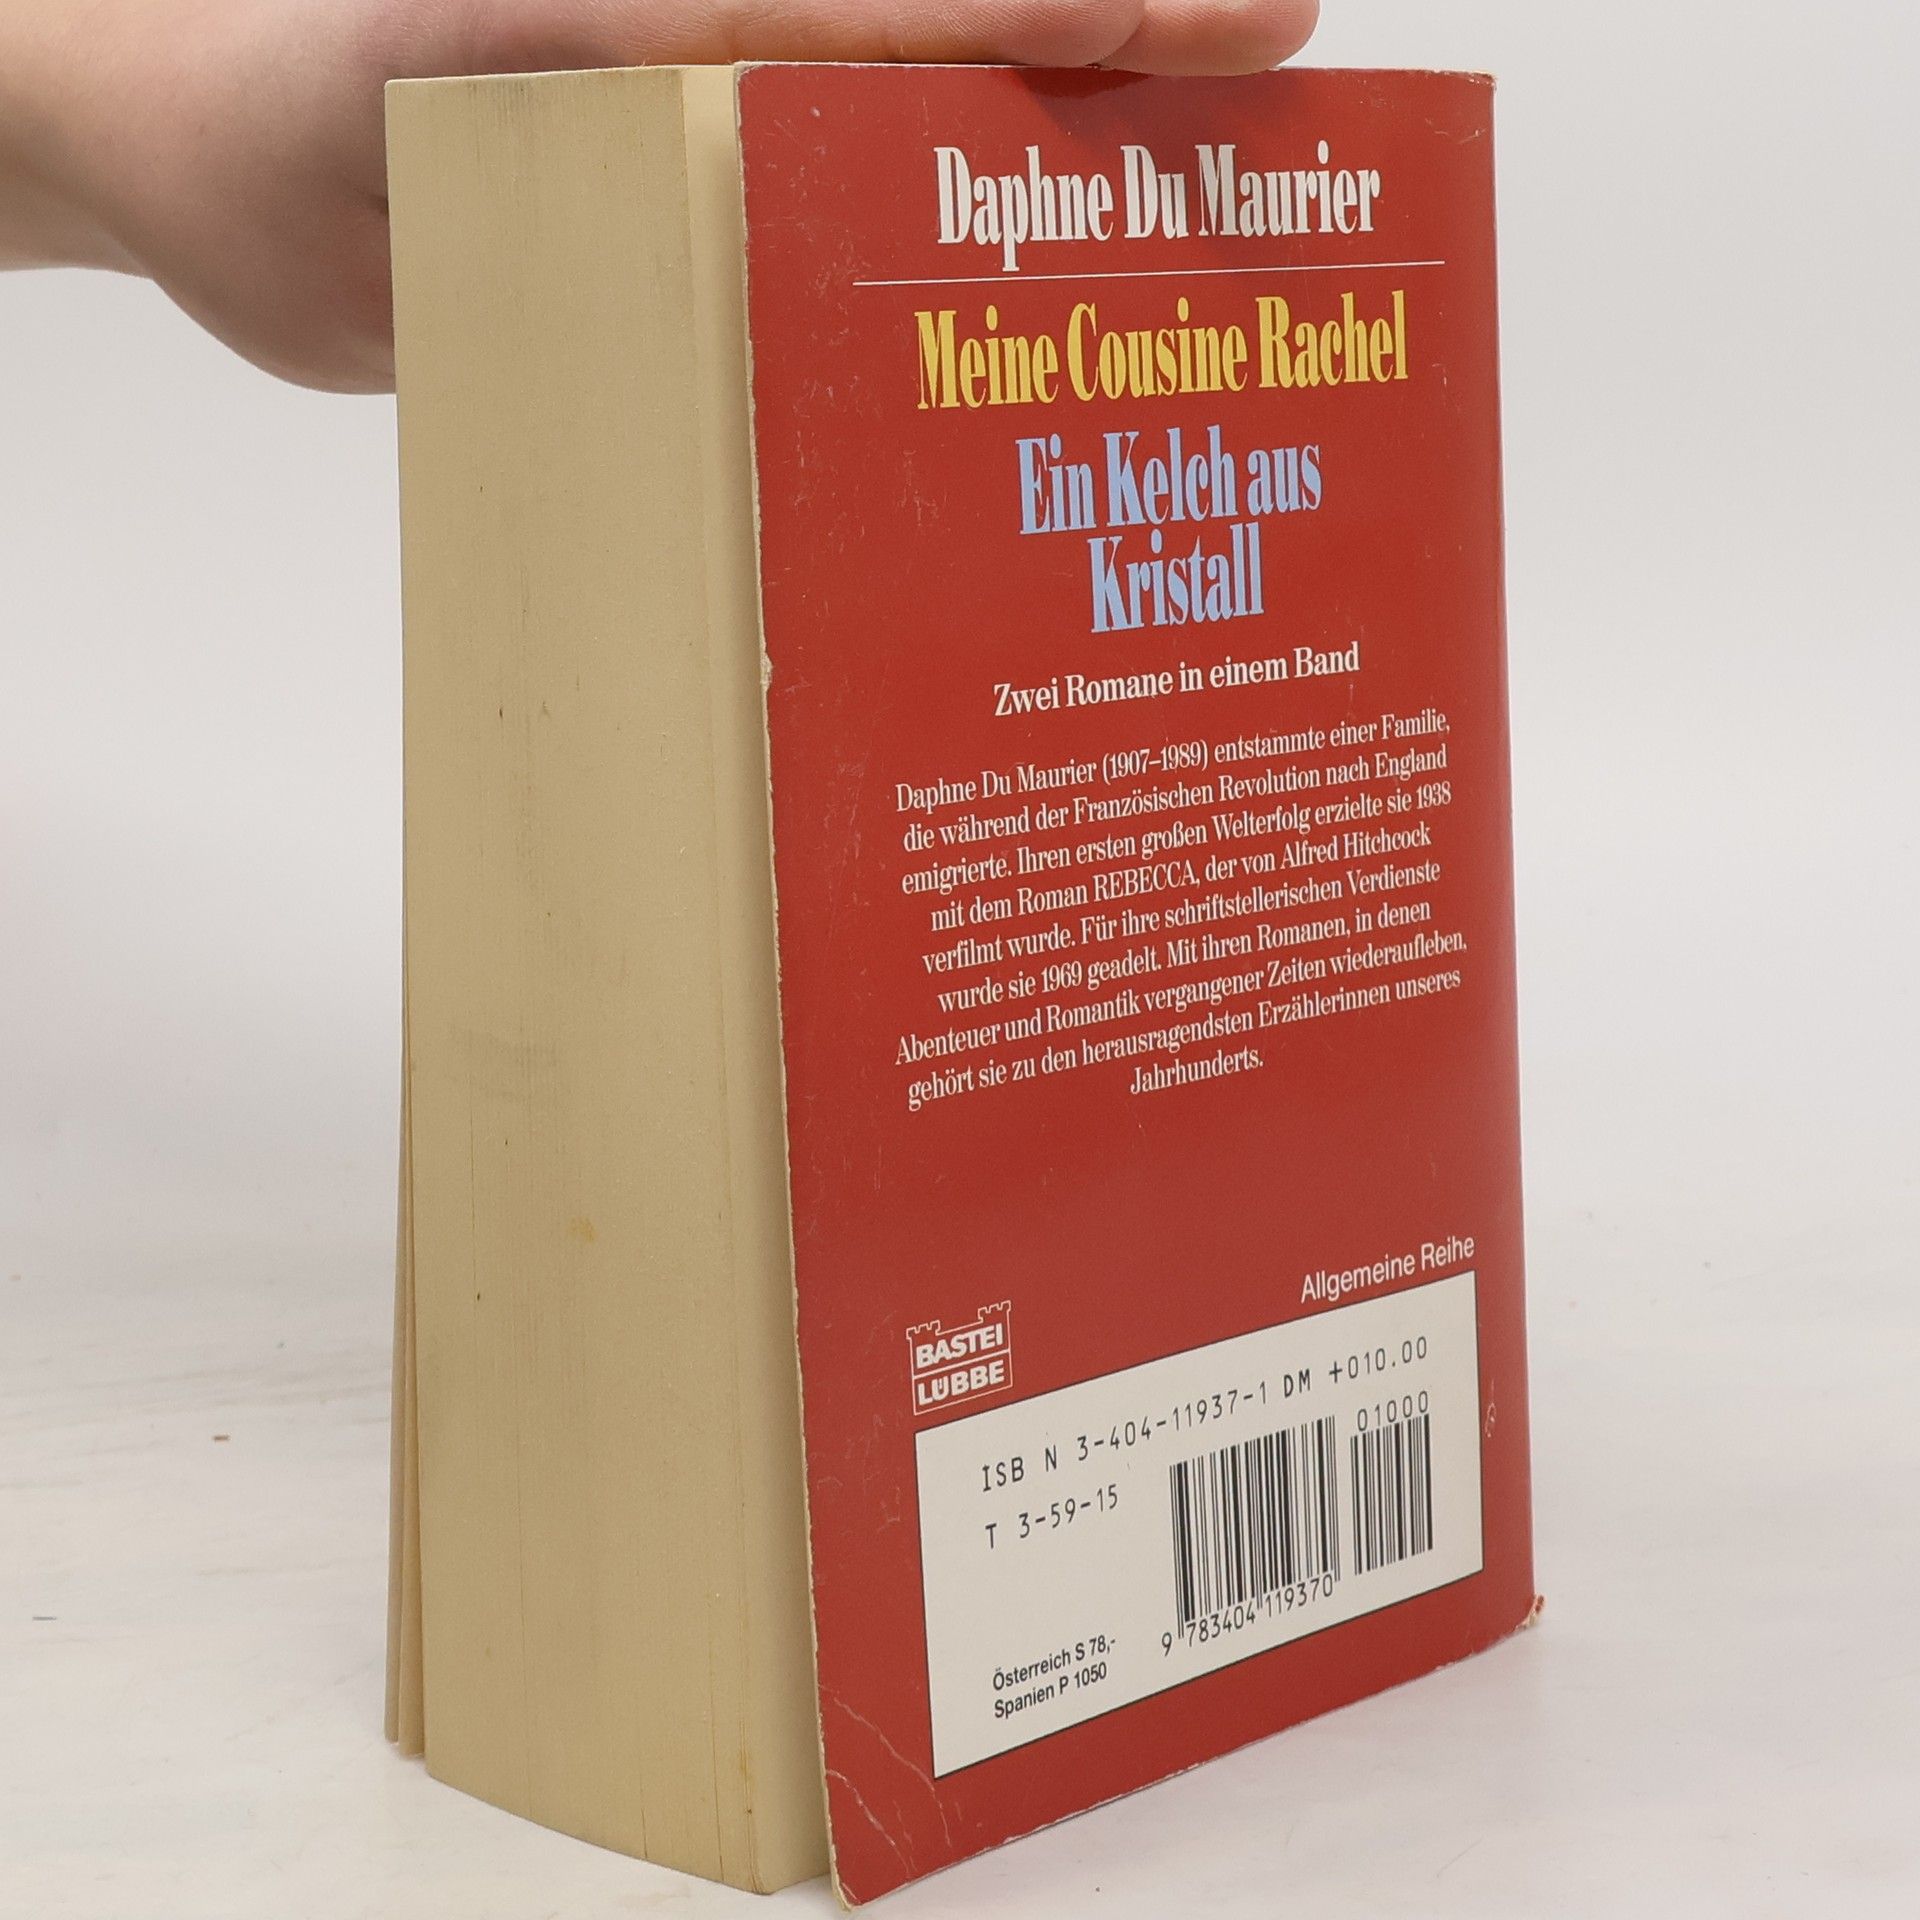 Daphne Du Maurier
Meine Cousine Rachel
Ein Kelch aus
Kristall
Zwei Romane in einem Band
Daphne Du Maurier (1907–1989) entstammte einer Familie,
die während der Französischen Revolution nach England
emigrierte. Ihren ersten großen Welterfolg erzielte sie 1938
mit dem Roman REBECCA, der von Alfred Hitchcock
verfilmt wurde. Für ihre schriftstellerischen Verdienste
wurde sie 1969 geadelt. Mit ihren Romanen, in denen
Abenteuer und Romantik vergangener Zeiten wiederaufleben,
gehört sie zu den herausragendsten Erzählerinnen unseres
Jahrhunderts.
Allgemeine Reihe
BASTEI
LÜBBE
ISB N 3-404-11937-1 DM +010.00
T 3-59-15
01000
9 783404 119370
Österreich S 78,-
Spanien P 1050